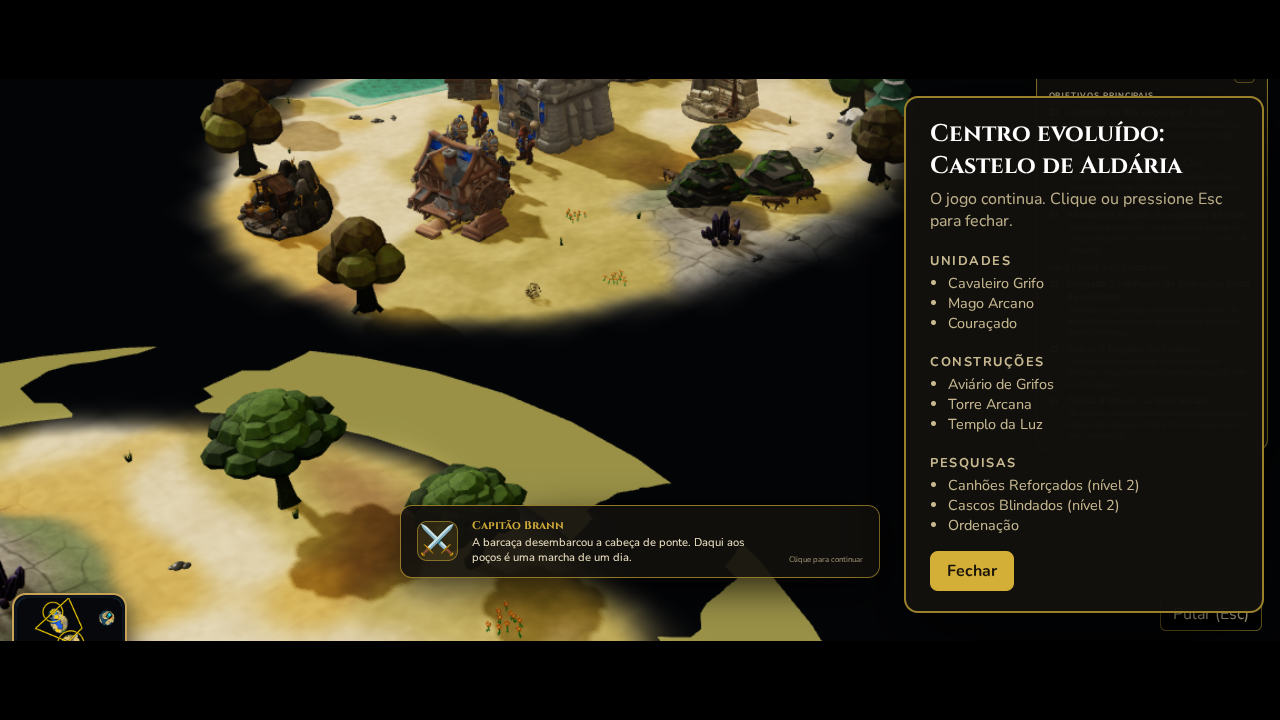 OBJETIVOS PRINCIPAIS
CENTRO EVOLUÍDO:
CASTELO DE ALDÁRIA
O jogo continua. Clique ou pressione Esc
para fechar.
UNIDADES
• Cavaleiro Grifo
• Mago Arcano
• Couraçado
CONSTRUÇÕES
• Aviário de Grifos
• Torre Arcana
• Templo da Luz
PESQUISAS
• Canhões Reforçados (nível 2)
• Cascos Blindados (nível 2)
• Ordenação
Fechar
CAPITÃO BRANN
A barcaça desembarcou a cabeça de ponte. Daqui aos
poços é uma marcha de um dia.
Clique para continuar
Pular (Esc)